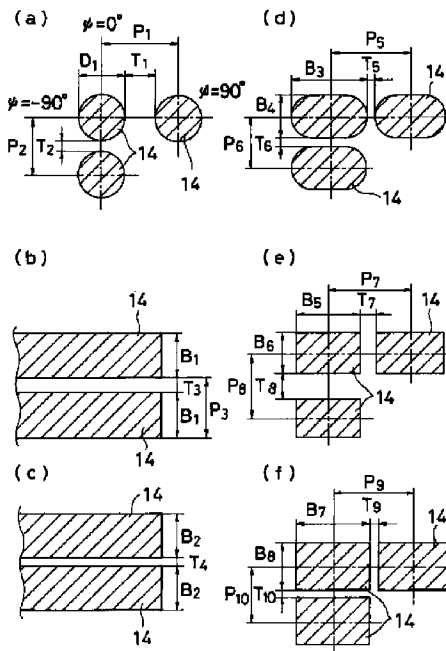 (a)
ψ=0°
P1
D1
T1
ψ=-90°
ψ=90°
P2
T2
14
14
(d)
P5
B3
T5
B4
P6
T6
14
14
(b)
14
B1
T3
B1
P3
14
(e)
P7
B5
T7
14
B6
P8
T8
14
(c)
14
B2
T4
B2
14
(f)
P9
B7
T9
14
B8
P10
T10
14